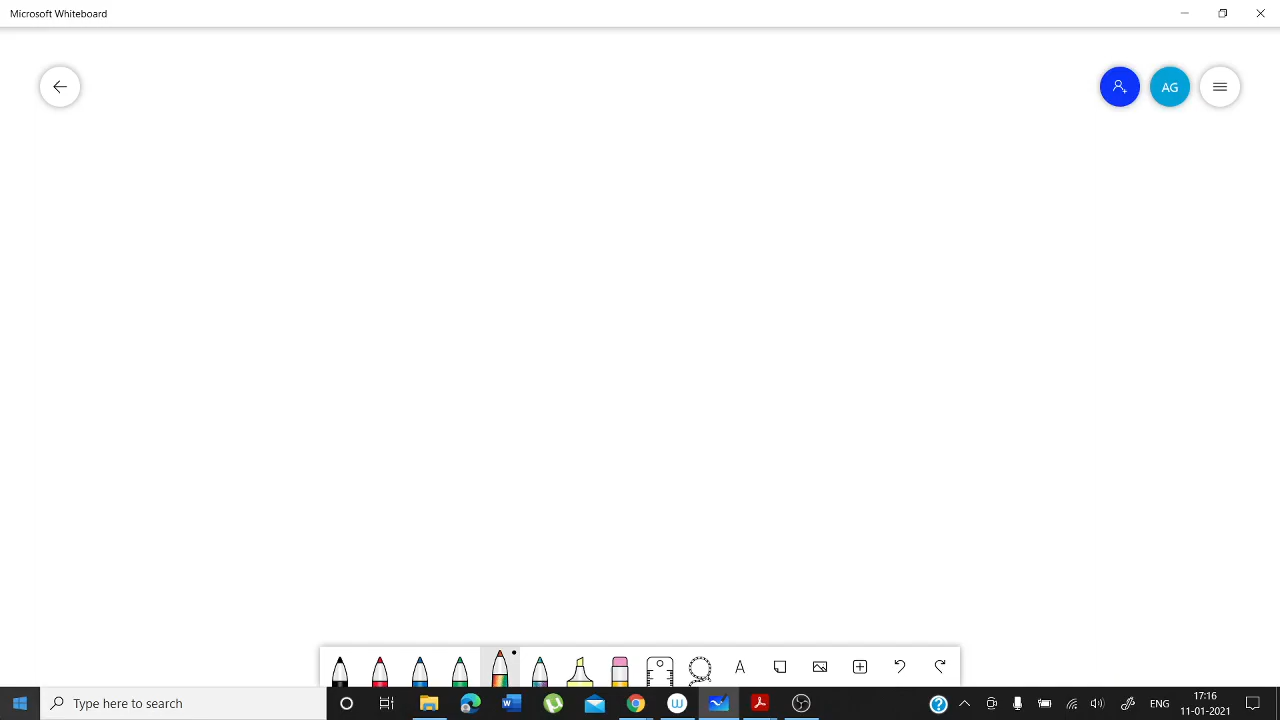 Microsoft Whiteboard
AG
A
Type here to search
ENG
17:16
11-01-2021